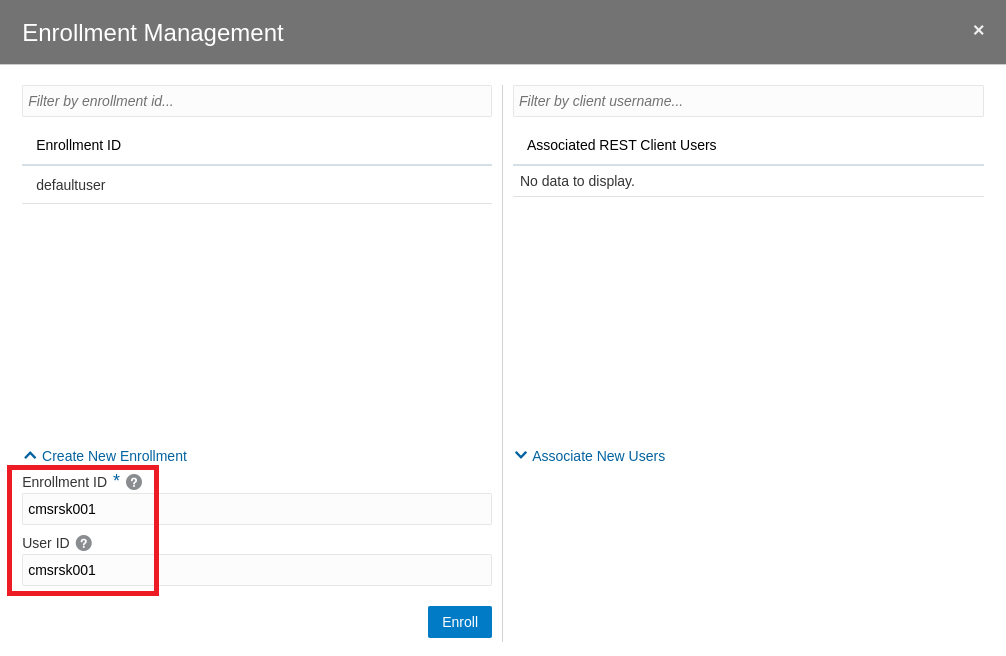 Enrollment Management
×
Filter by enrollment id...
Enrollment ID
defaultuser
Create New Enrollment
Enrollment ID * ?
cmsrsk001
User ID ?
cmsrsk001
Enroll
Filter by client username...
Associated REST Client Users
No data to display.
Associate New Users